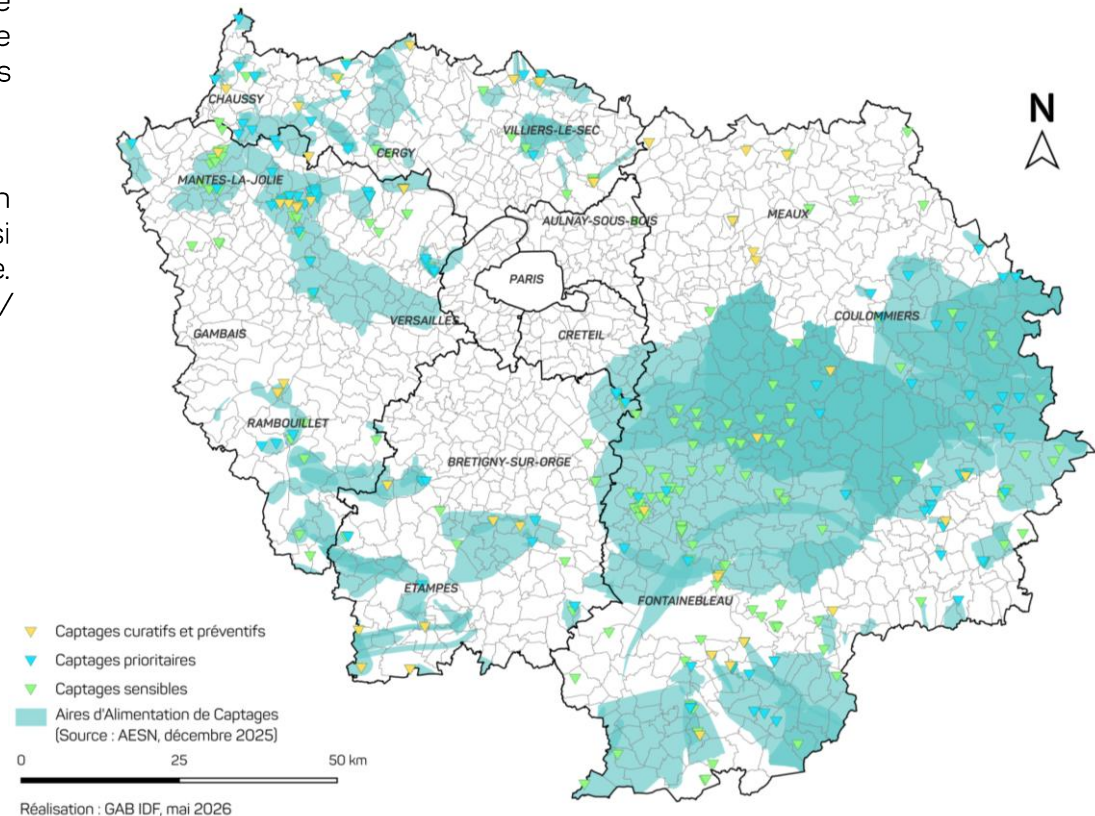 e
e
s
n
si
e.
/
N
CHAUSSY
VILLIERS-LE-SEC
CERGY
MANTES-LA-JOLIE
AULNAY-SOUS-BOIS
MEAUX
PARIS
COULOMMIERS
VERSAILLES
CRETEIL
GAMBAIS
RAMBOUILLET
BRETIGNY-SUR-ORGE
ETAMPES
FONTAINEBLEAU
Captages curatifs et préventifs
Captages prioritaires
Captages sensibles
Aires d'Alimentation de Captages
(Source : AESN, décembre 2025)
0 25 50 km
Réalisation : GAB IDF, mai 2026